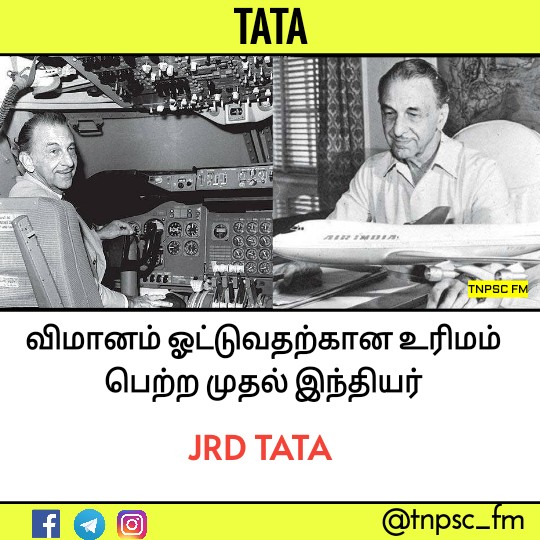 TATA
AIR INDIA
TNPSC FM
விமானம் ஓட்டுவதற்கான உரிமம்
பெற்ற முதல் இந்தியர்
JRD TATA
@tnpsc_fm